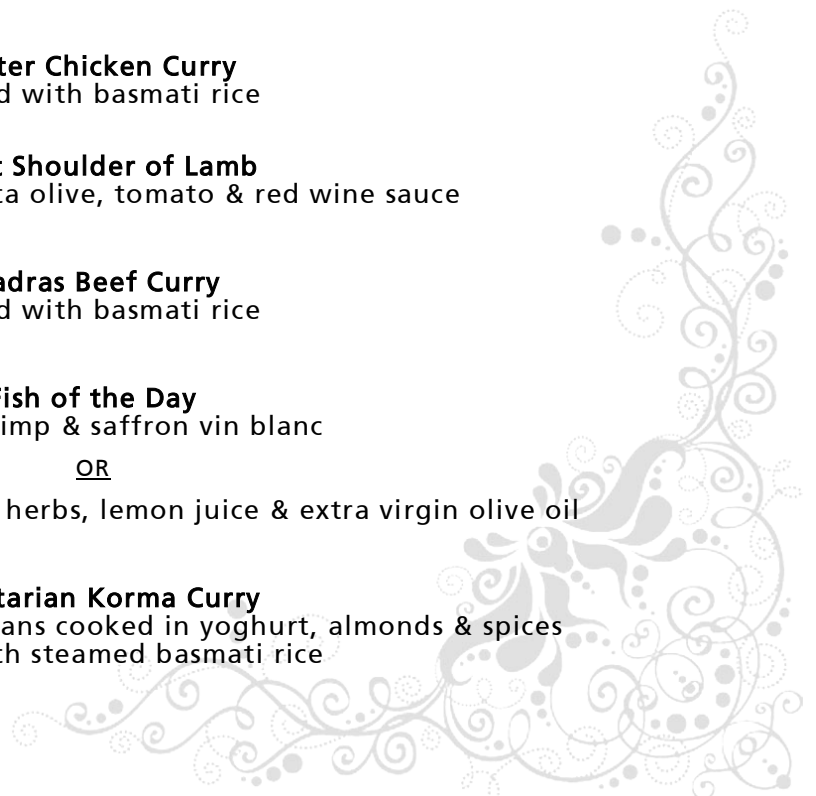 ter Chicken Curry
d with basmati rice
t Shoulder of Lamb
ta olive, tomato & red wine sauce
adras Beef Curry
d with basmati rice
Fish of the Day
imp & saffron vin blanc
OR
herbs, lemon juice & extra virgin olive oil
tarian Korma Curry
ans cooked in yoghurt, almonds & spices
th steamed basmati rice